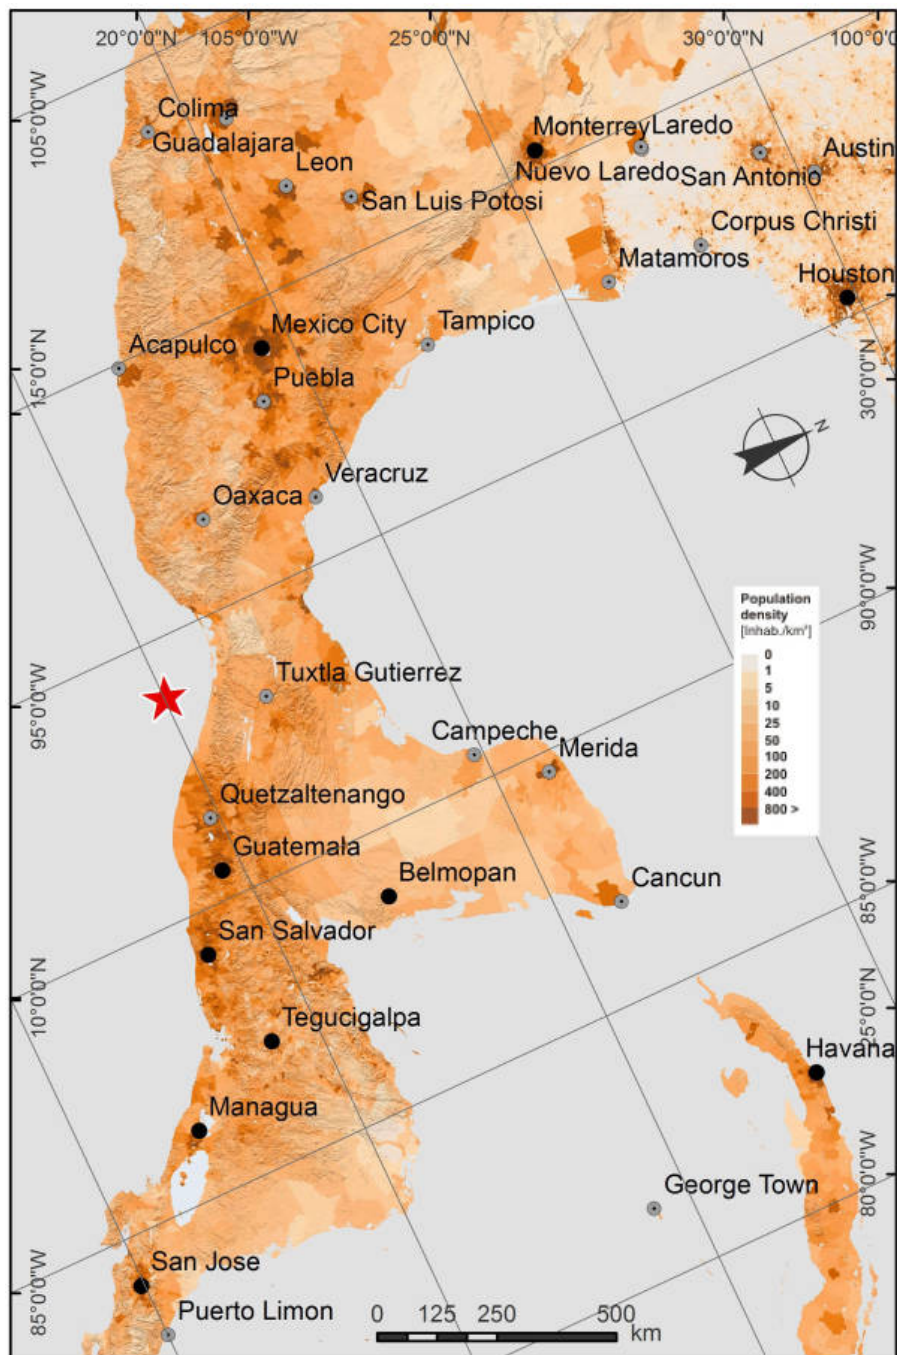 20°0'0"N
105°0'0"W
25°0'0"N
30°0'0"N
100°0'0
105°0'0"W
Colima
Guadalajara
Leon
San Luis Potosi
Monterrey
Laredo
Nuevo Laredo
San Antonio
Austin
Corpus Christi
Matamoros
Houston
Acapulco
Mexico City
Tampico
Puebla
15°0'0"N
30°0'0"N
N
Oaxaca
Veracruz
90°0'0"W
Population
density
[Inhab./km²]
0
1
5
10
25
50
100
200
400
800 >
Tuxtla Gutierrez
95°0'0"W
Campeche
Merida
Quetzaltenango
Guatemala
Belmopan
Cancun
85°0'0"W
San Salvador
10°0'0"N
Tegucigalpa
25°0'0"N
Havana
Managua
80°0'0"W
George Town
San Jose
85°0'0"W
Puerto Limon
0 125 250 500
km